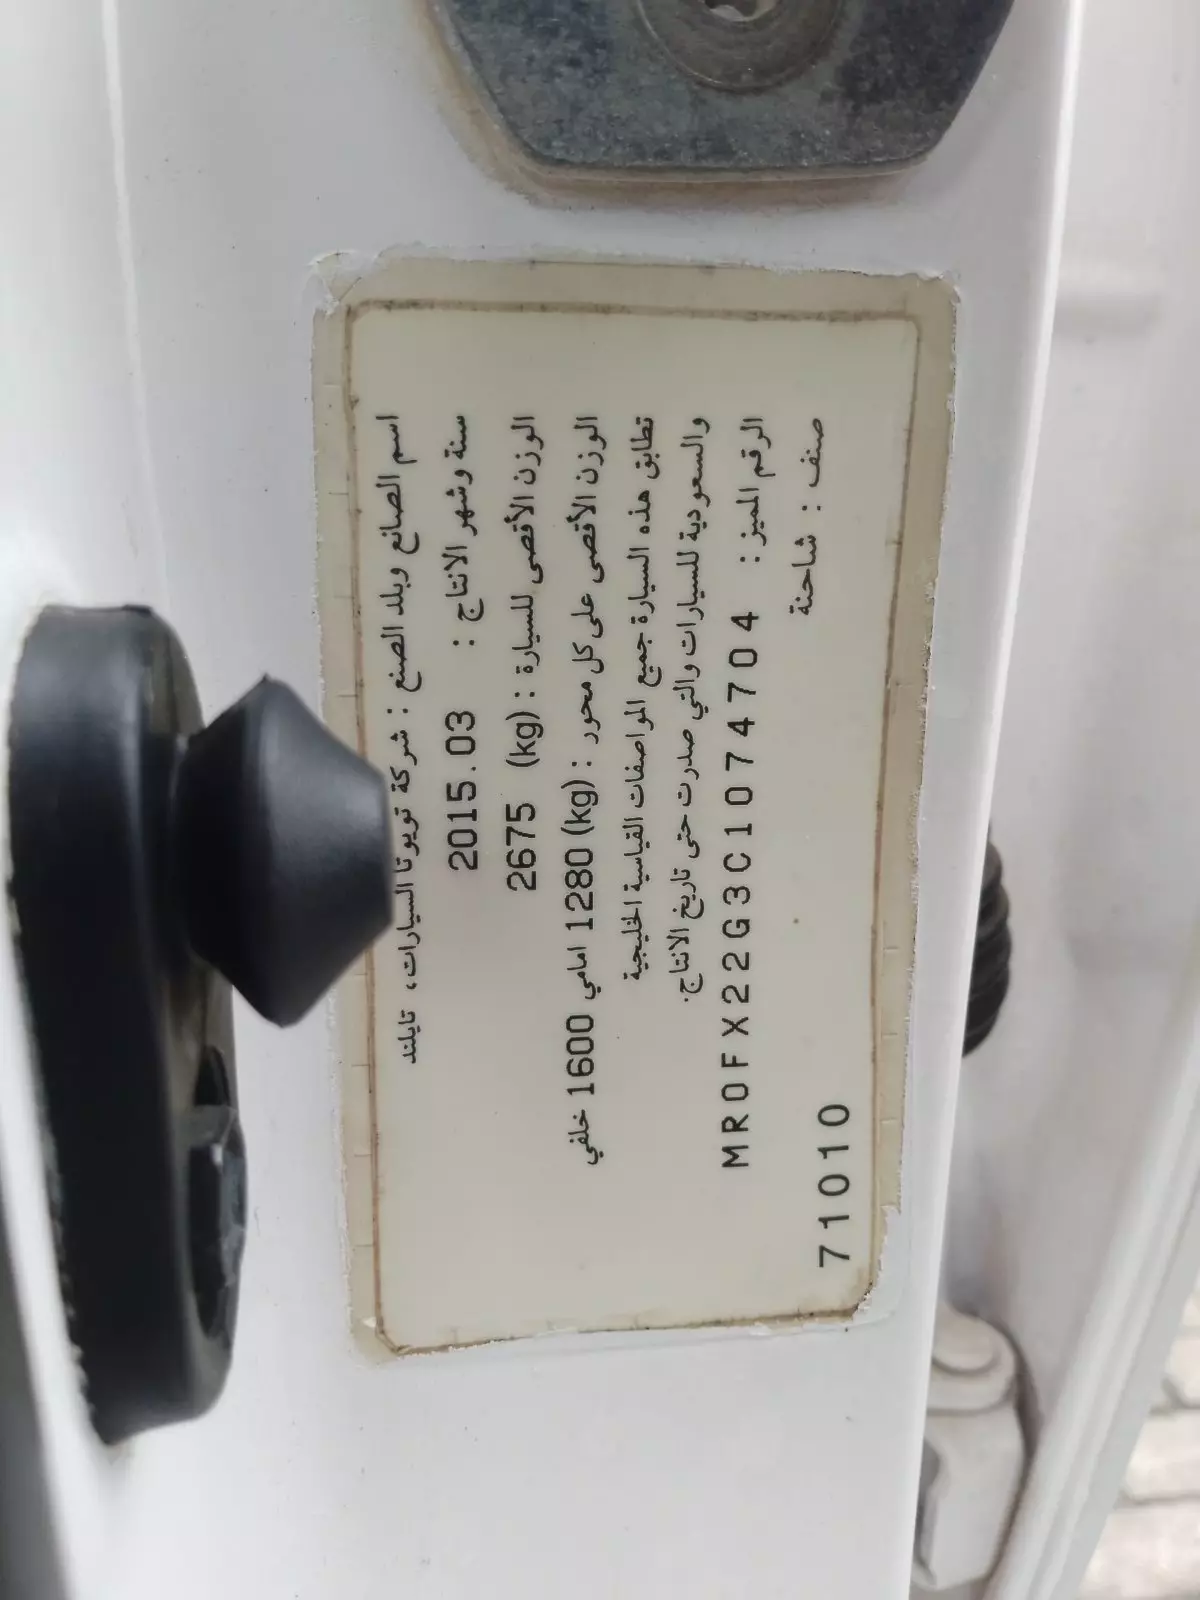 اسم الصانع وبلد الصنع : شركة تويوتا السيارات، تايلند
سنة وشهر الانتاج : 2015.03
الوزن الأقصى للسيارة : (kg) 2675
الوزن الأقصى على كل محور : (kg) 1280 امامي 1600 خلفي
تطابق هذه السيارة جميع المواصفات القياسية الخليجية
والسعودية للسيارات والتي صدرت حتى تاريخ الانتاج.
الرقم المميز : MR0FX22G3C1074704
صنف : شاحنة
71010